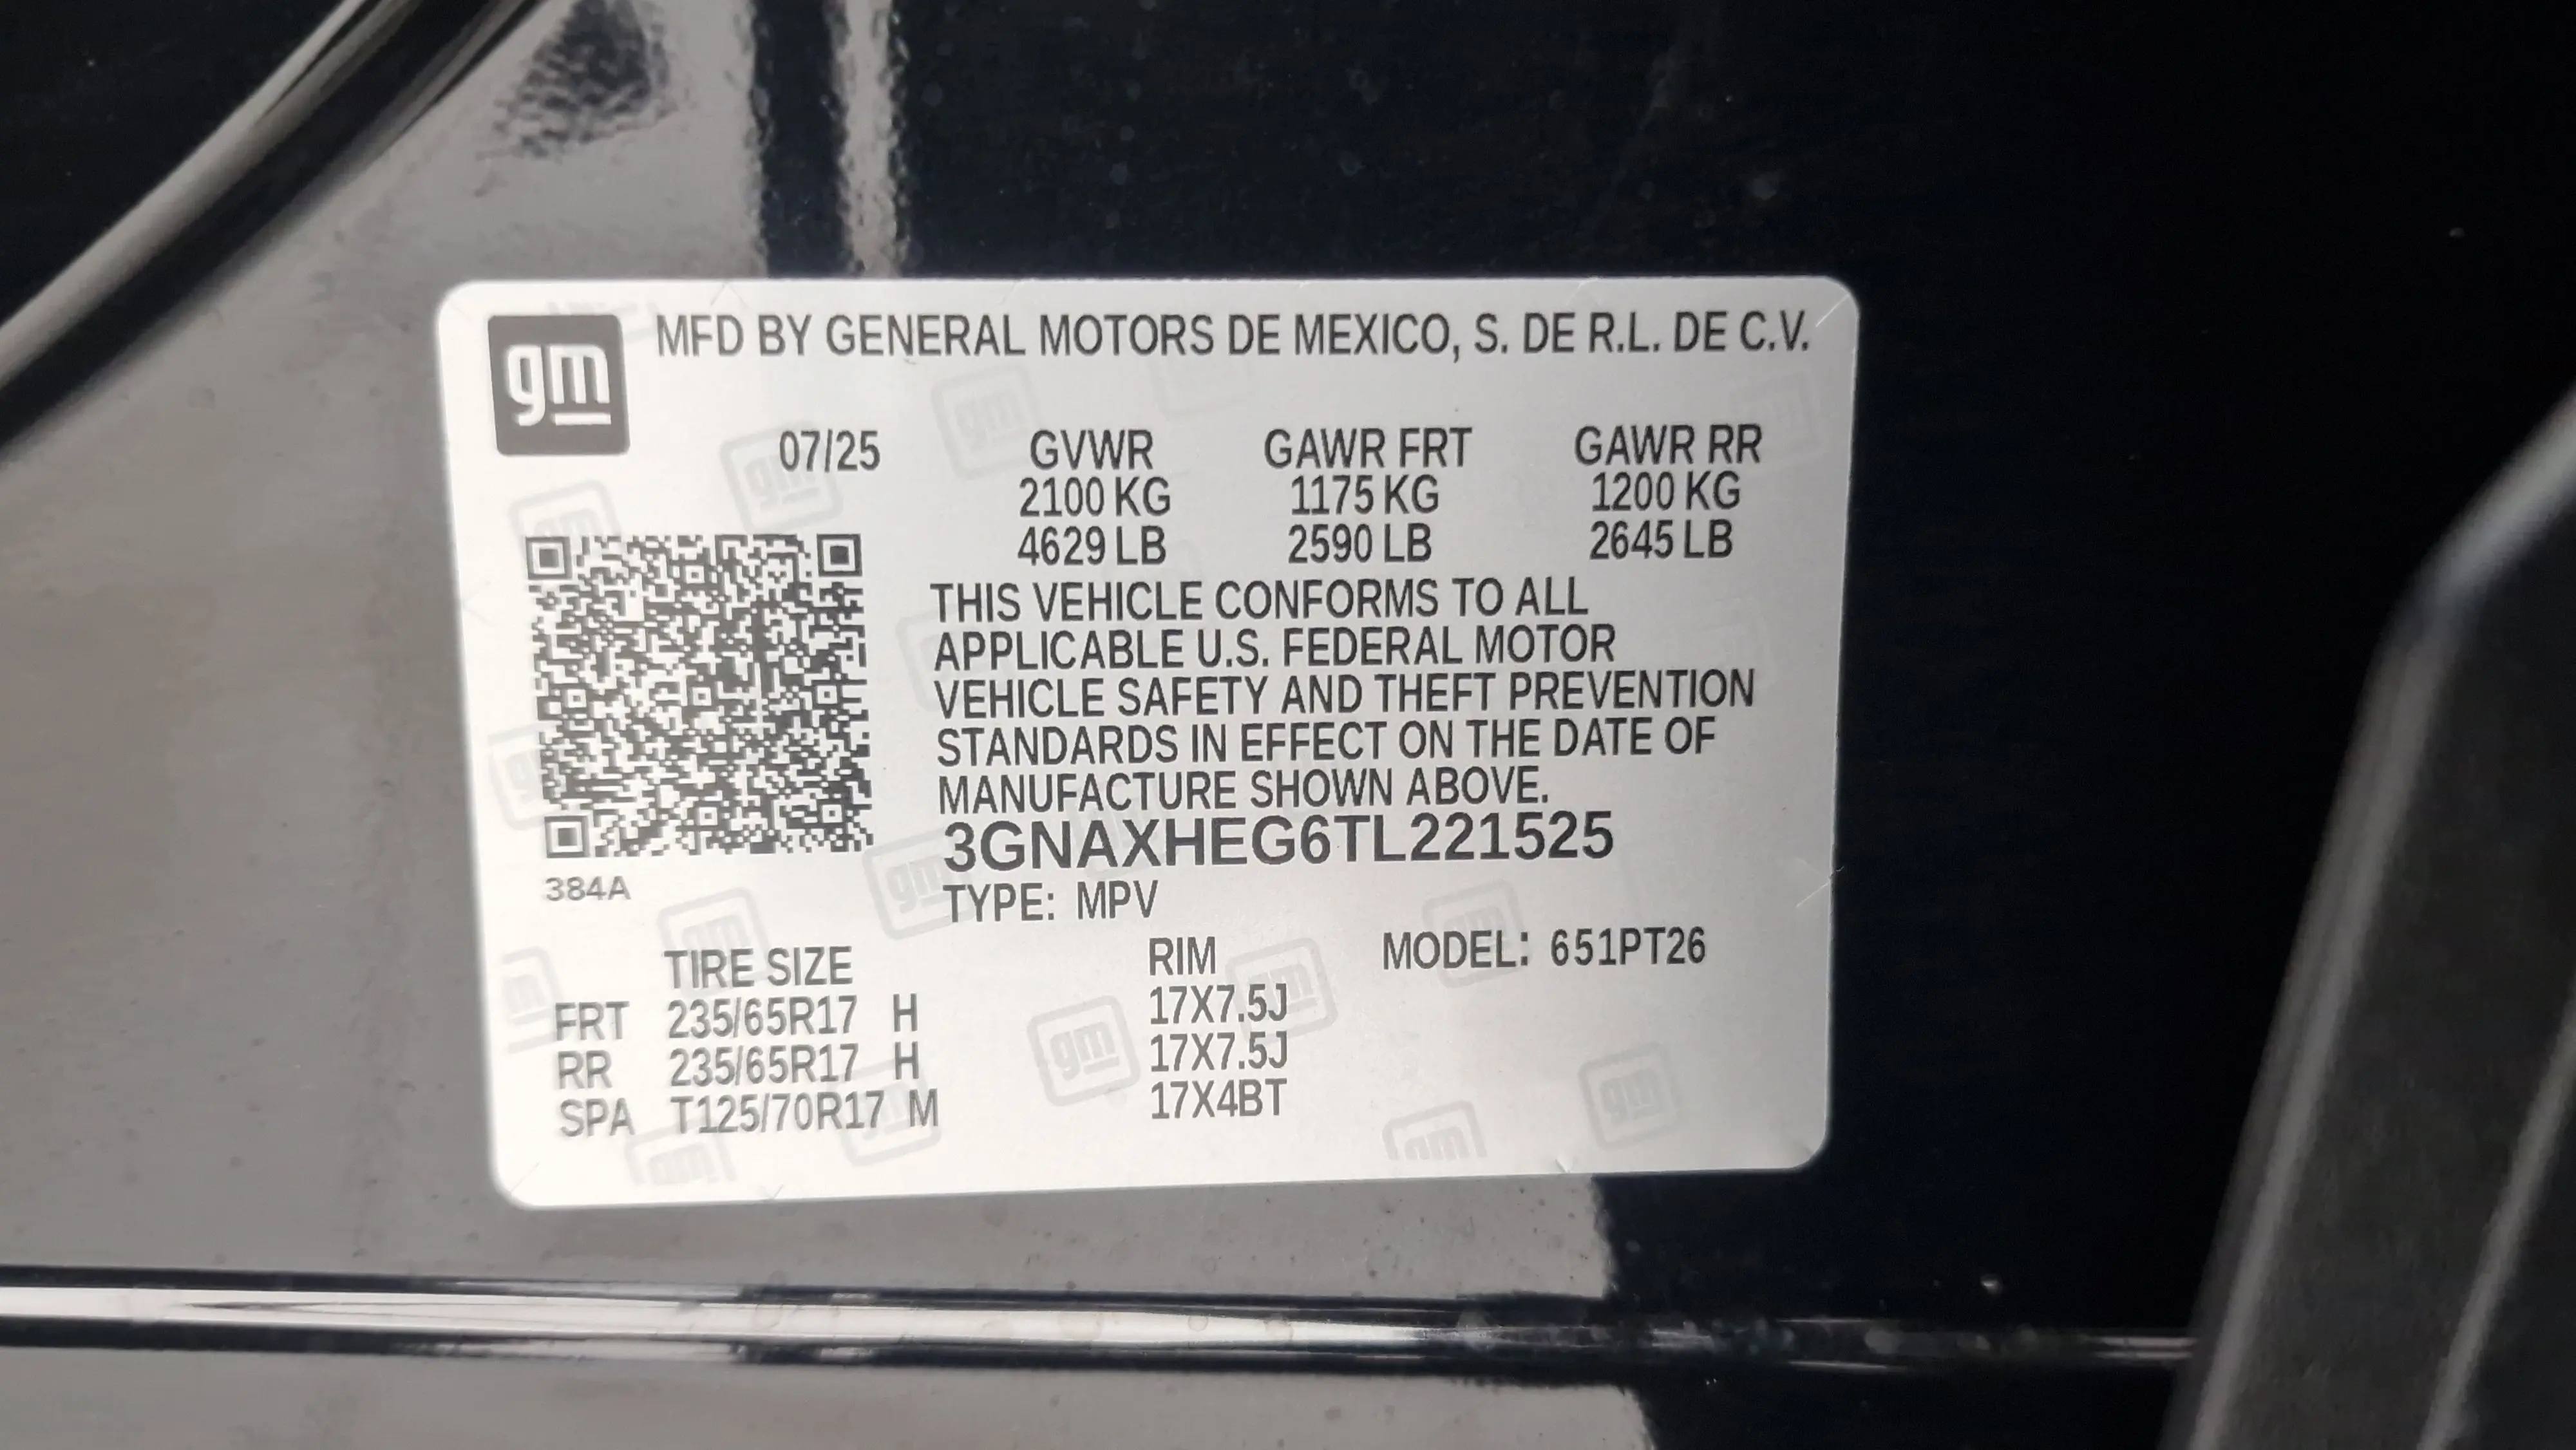 gm MFD BY GENERAL MOTORS DE MEXICO, S. DE R.L. DE C.V.
07/25 GVWR GAWR FRT GAWR RR
2100 KG 1175 KG 1200 KG
4629 LB 2590 LB 2645 LB
THIS VEHICLE CONFORMS TO ALL
APPLICABLE U.S. FEDERAL MOTOR
VEHICLE SAFETY AND THEFT PREVENTION
STANDARDS IN EFFECT ON THE DATE OF
MANUFACTURE SHOWN ABOVE.
3GNAXHEG6TL221525
384A
TYPE: MPV
TIRE SIZE RIM MODEL: 651PT26
FRT 235/65R17 H 17X7.5J
RR 235/65R17 H 17X7.5J
SPA T125/70R17 M 17X4BT